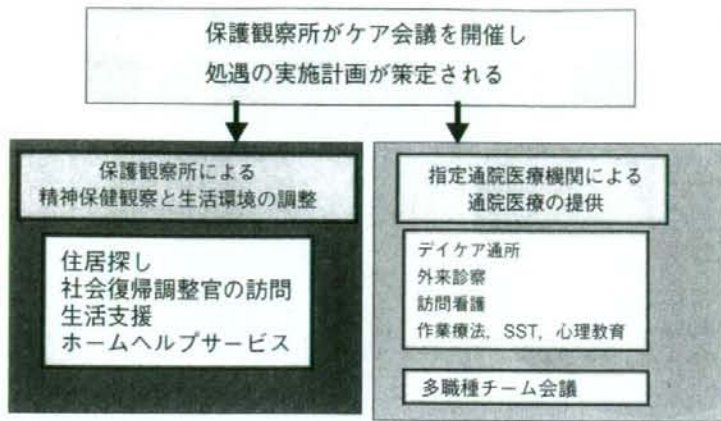 保護観察所がケア会議を開催し
処遇の実施計画が策定される
保護観察所による
精神保健観察と生活環境の調整
住居探し
社会復帰調整官の訪問
生活支援
ホームヘルプサービス
指定通院医療機関による
通院医療の提供
デイケア通所
外来診察
訪問看護
作業療法，SST，心理教育
多職種チーム会議